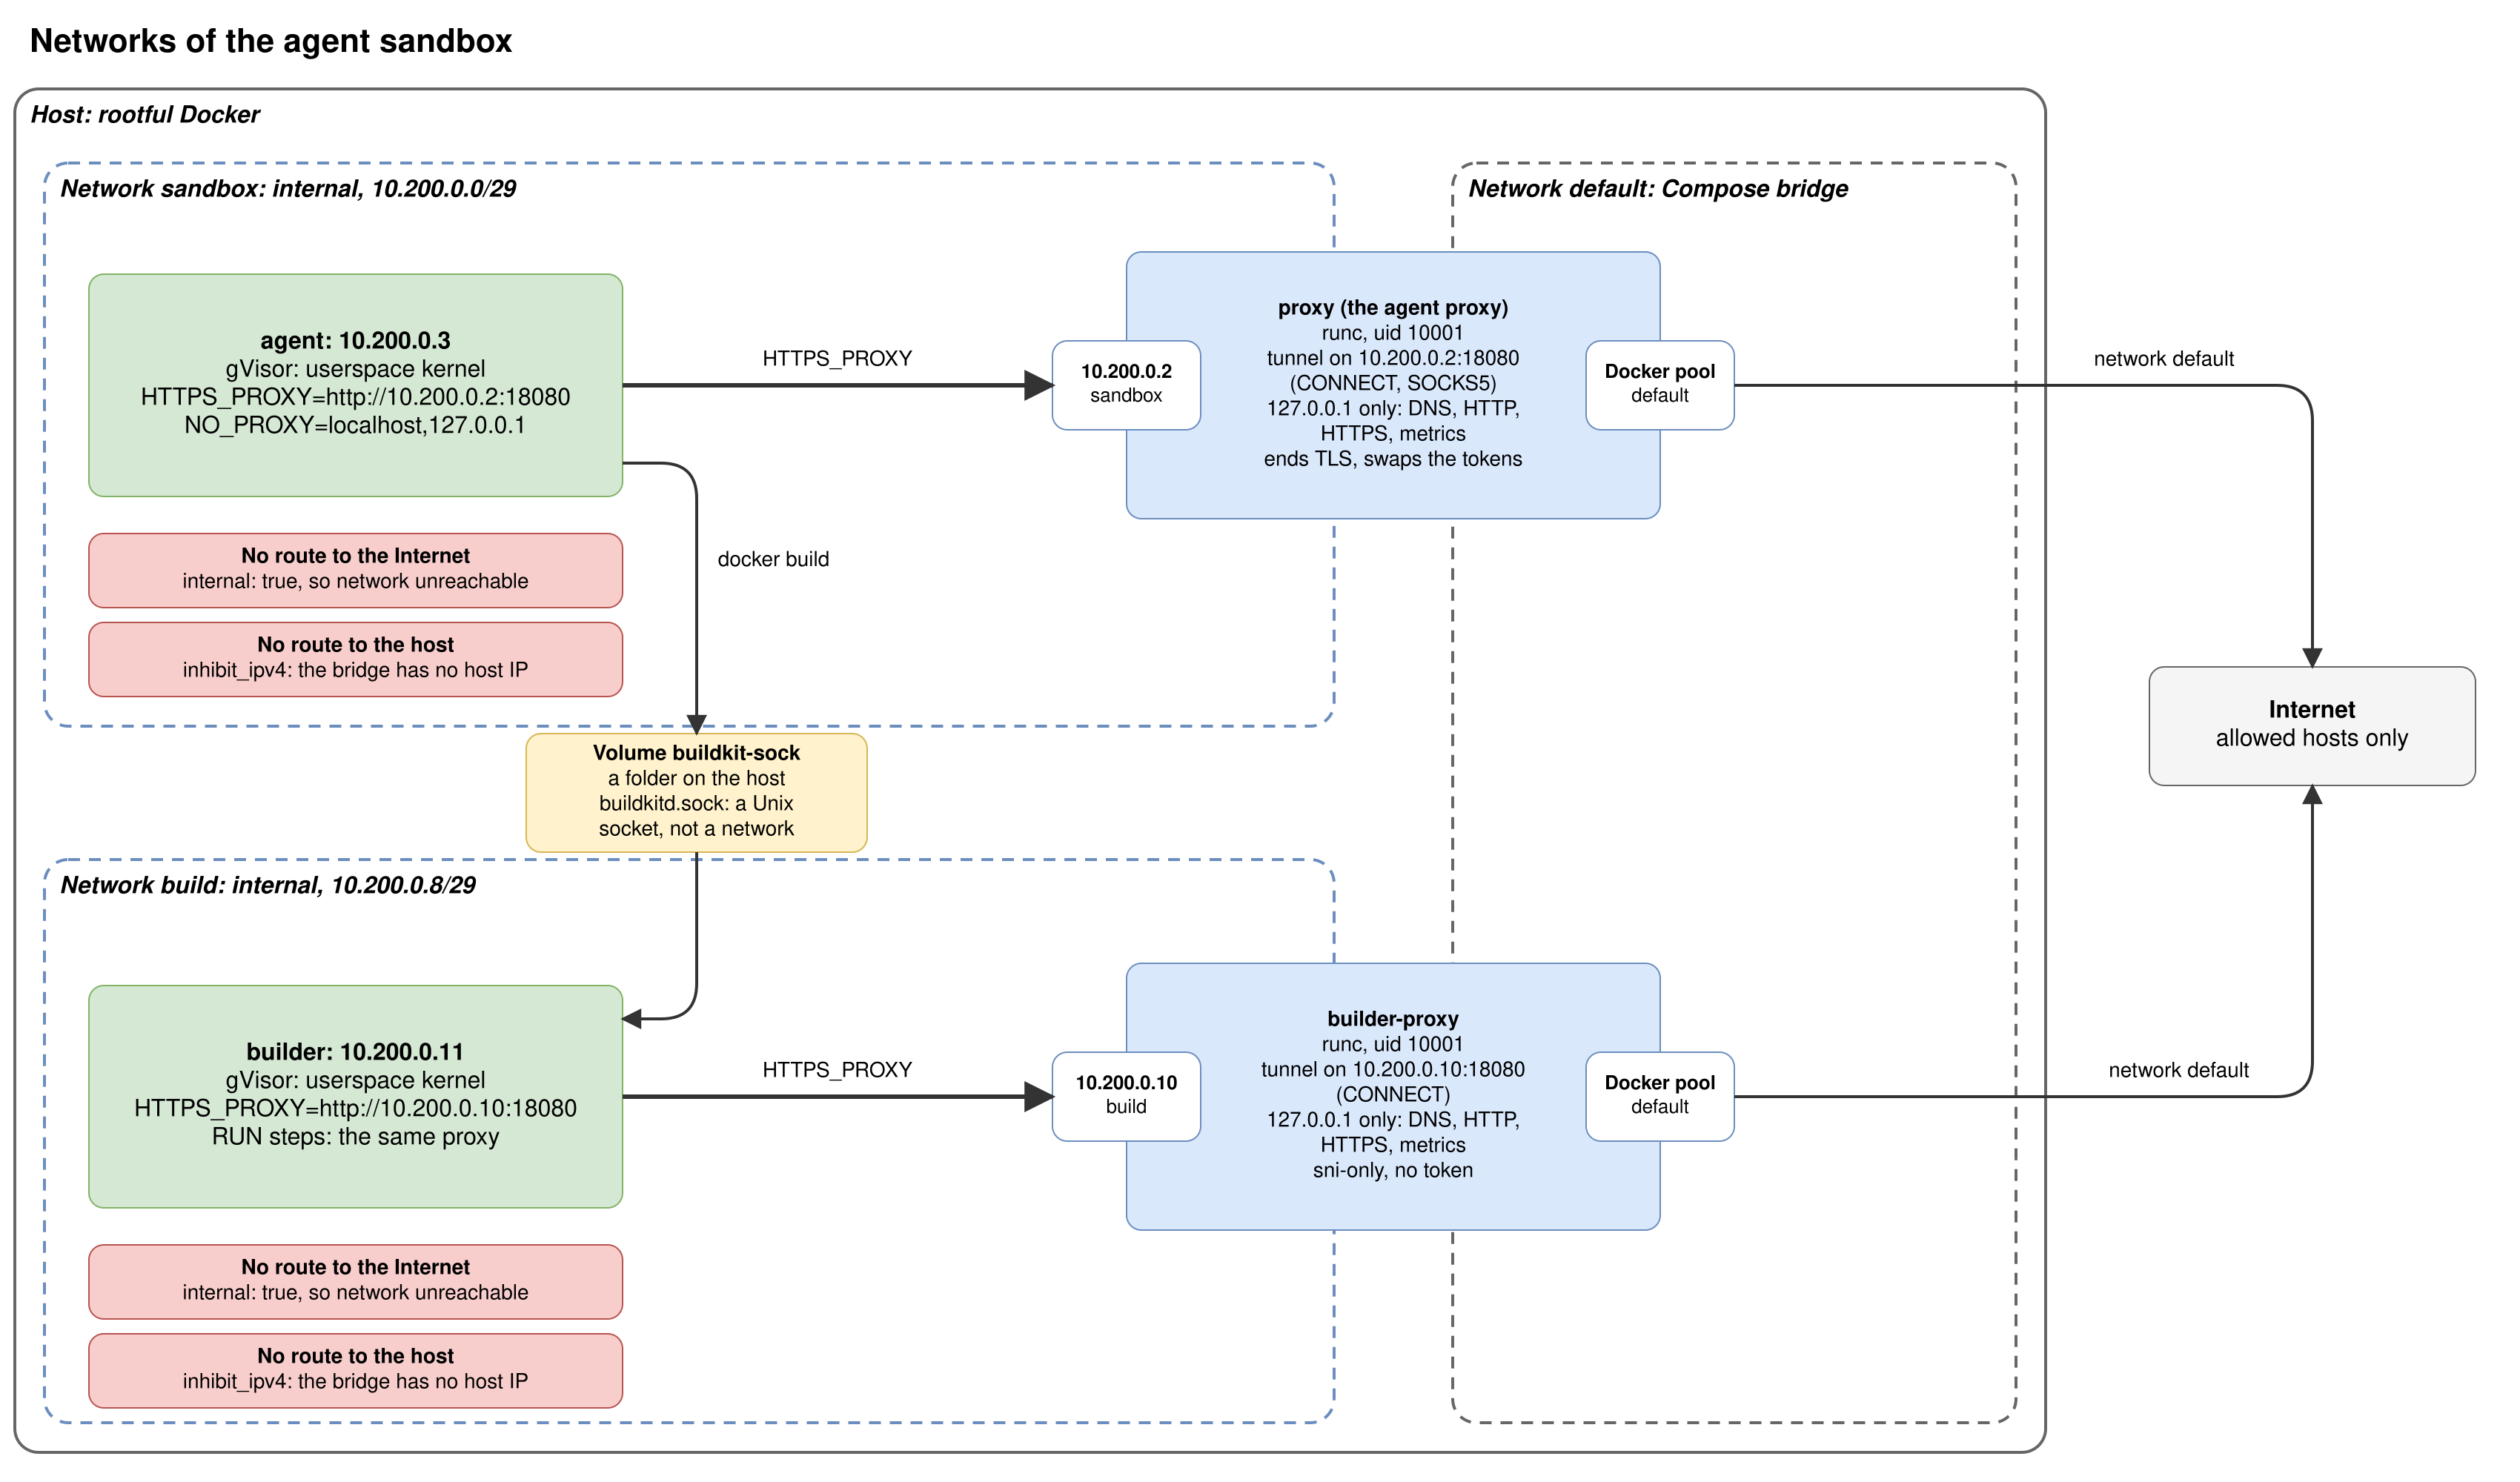 Networks of the agent sandbox
Host: rootful Docker
Network sandbox: internal, 10.200.0.0/29
Network default: Compose bridge
agent: 10.200.0.3
gVisor: userspace kernel
HTTPS_PROXY=http://10.200.0.2:18080
NO_PROXY=localhost,127.0.0.1
HTTPS_PROXY
10.200.0.2
sandbox
proxy (the agent proxy)
runc, uid 10001
tunnel on 10.200.0.2:18080
(CONNECT, SOCKS5)
127.0.0.1 only: DNS, HTTP,
HTTPS, metrics
ends TLS, swaps the tokens
Docker pool
default
network default
No route to the Internet
internal: true, so network unreachable
docker build
No route to the host
inhibit_ipv4: the bridge has no host IP
Internet
allowed hosts only
Volume buildkit-sock
a folder on the host
buildkitd.sock: a Unix
socket, not a network
Network build: internal, 10.200.0.8/29
builder: 10.200.0.11
gVisor: userspace kernel
HTTPS_PROXY=http://10.200.0.10:18080
RUN steps: the same proxy
HTTPS_PROXY
10.200.0.10
build
builder-proxy
runc, uid 10001
tunnel on 10.200.0.10:18080
(CONNECT)
127.0.0.1 only: DNS, HTTP,
HTTPS, metrics
sni-only, no token
Docker pool
default
network default
No route to the Internet
internal: true, so network unreachable
No route to the host
inhibit_ipv4: the bridge has no host IP